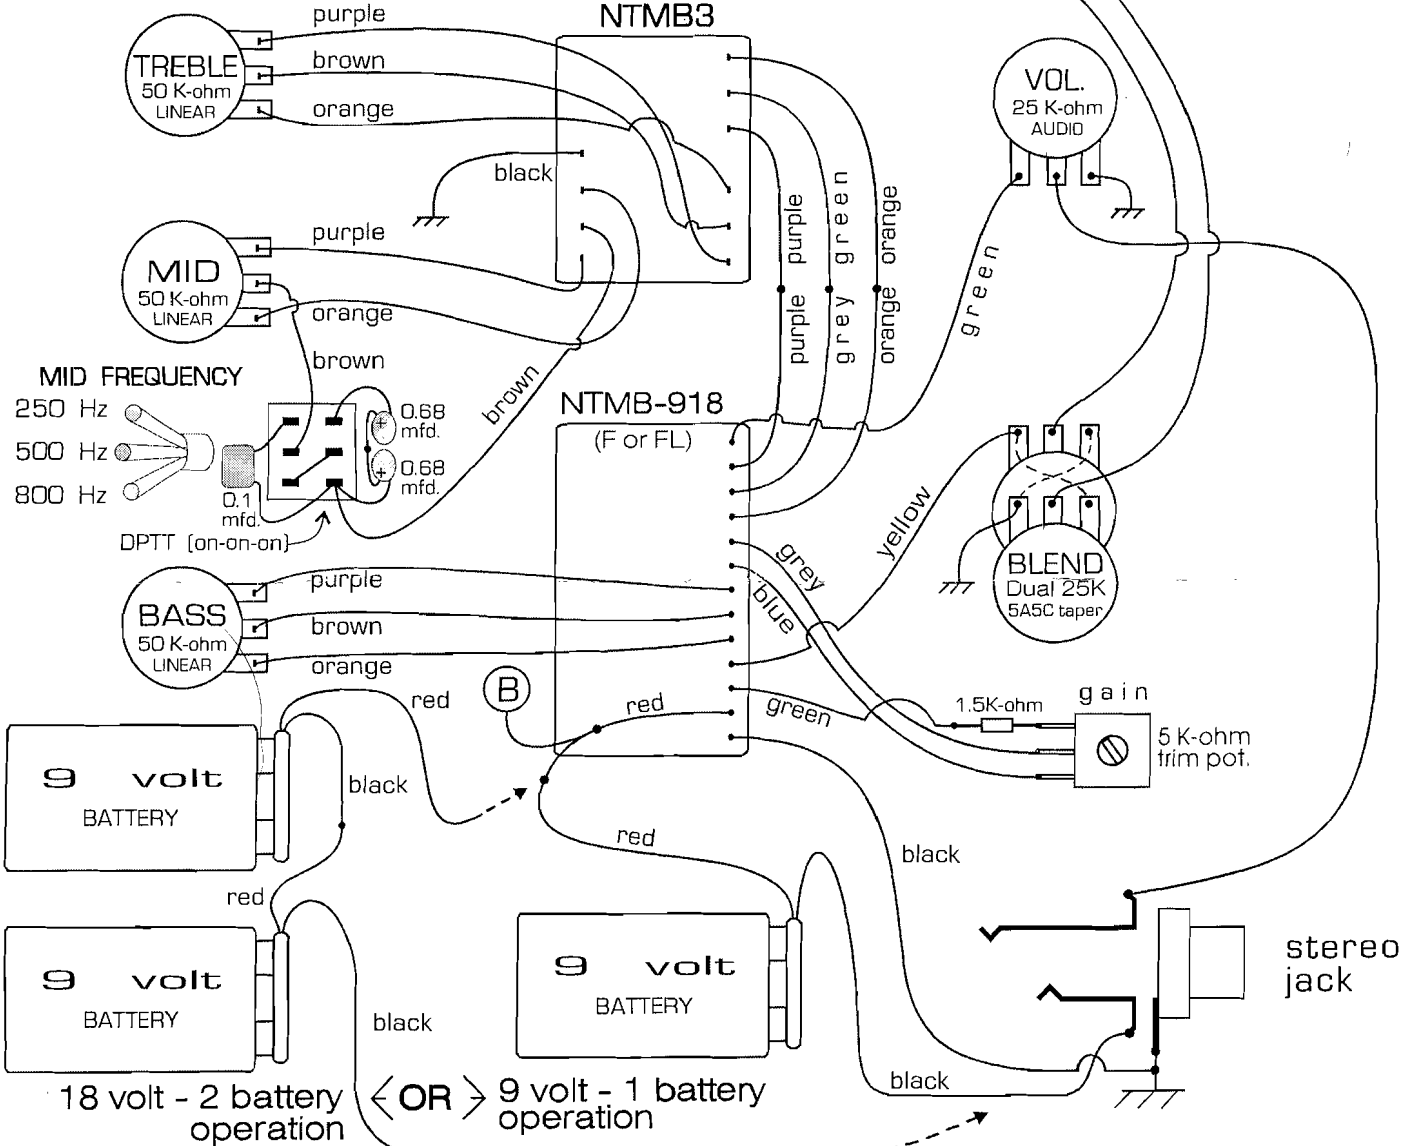 NTMB3
purple
TREBLE
50 K-ohm
LINEAR
brown
orange
black
VOL.
25 K-ohm
AUDIO
purple
green
orange
purple
grey
orange
green
purple
MID
50 K-ohm
LINEAR
orange
brown
brown
MID FREQUENCY
250 Hz
500 Hz
800 Hz
0.1
mfd.
0.68
mfd.
0.68
mfd.
DPTT (on-on-on)
NTMB-918
(F or FL)
yellow
BLEND
Dual 25K
5A5C taper
grey
blue
purple
BASS
50 K-ohm
LINEAR
brown
orange
red
B
red
green
1.5K-ohm
gain
5 K-ohm
trim pot.
9 volt
BATTERY
black
red
red
black
9 volt
BATTERY
black
9 volt
BATTERY
black
stereo
jack
18 volt - 2 battery
operation
< OR >
9 volt - 1 battery
operation